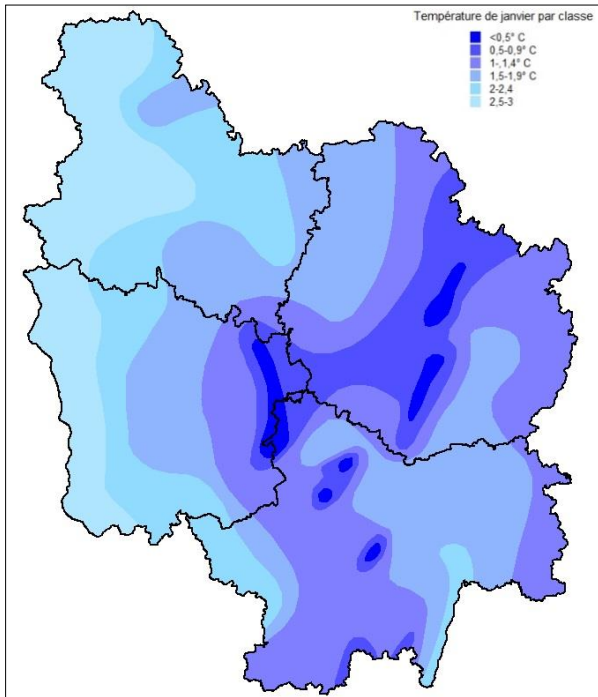 Température de janvier par classe
<0,5° C
0,5-0,9° C
1-,1,4° C
1,5-1,9° C
2-2,4
2,5-3